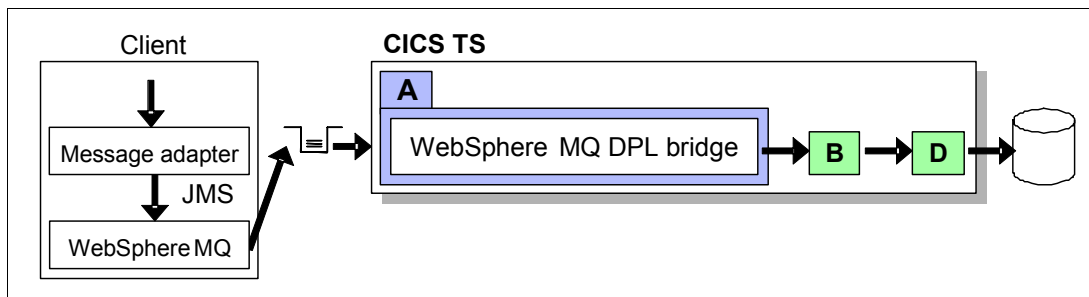 Client
CICS TS
A
Message adapter
WebSphere MQ DPL bridge
B
D
JMS
WebSphere MQ